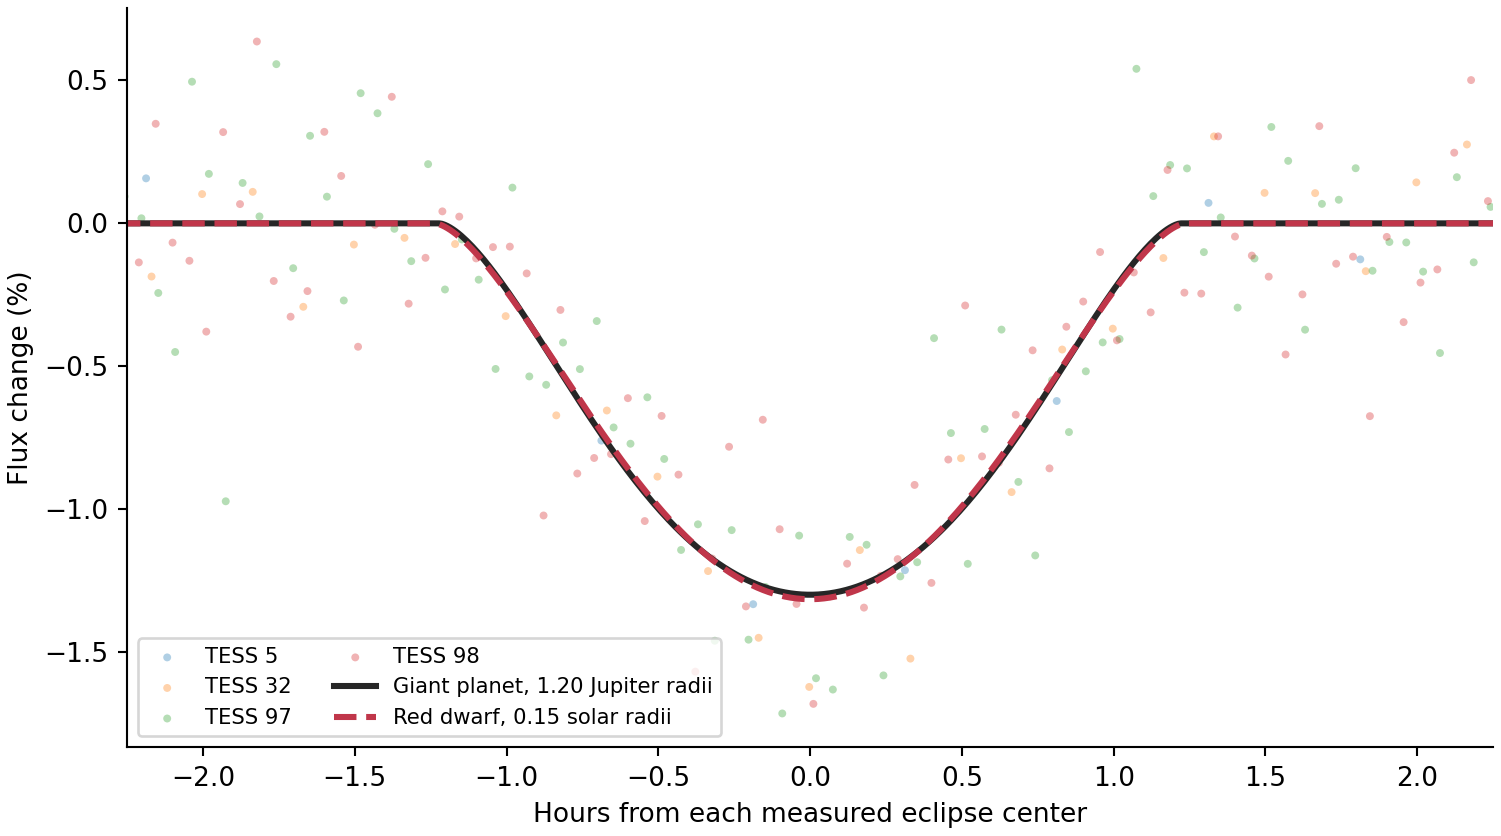 0.5
0.0
−0.5
−1.0
−1.5
Flux change (%)
TESS 5
TESS 32
TESS 97
TESS 98
Giant planet, 1.20 Jupiter radii
Red dwarf, 0.15 solar radii
−2.0 −1.5 −1.0 −0.5 0.0 0.5 1.0 1.5 2.0
Hours from each measured eclipse center